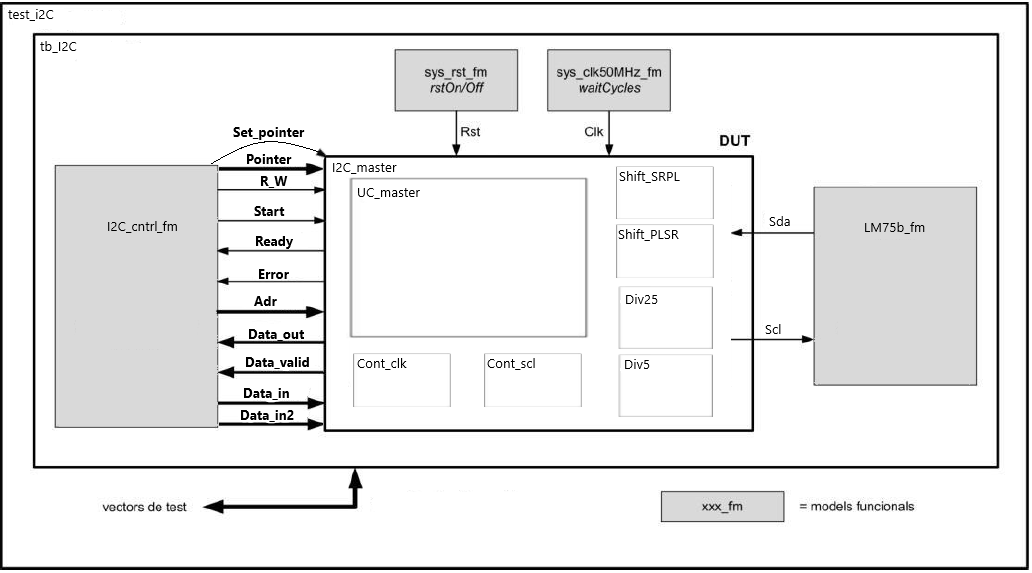 test_i2C
tb_I2C
sys_rst_fm
rstOn/Off
sys_clk50MHz_fm
waitCycles
Rst
Clk
DUT
Set_pointer
Pointer
R_W
Start
Ready
Error
Adr
Data_out
Data_valid
Data_in
Data_in2
I2C_cntrl_fm
I2C_master
UC_master
Shift_SRPL
Shift_PLSR
Div25
Div5
Cont_clk
Cont_scl
Sda
Scl
LM75b_fm
vectors de test
xxx_fm
= models funcionals